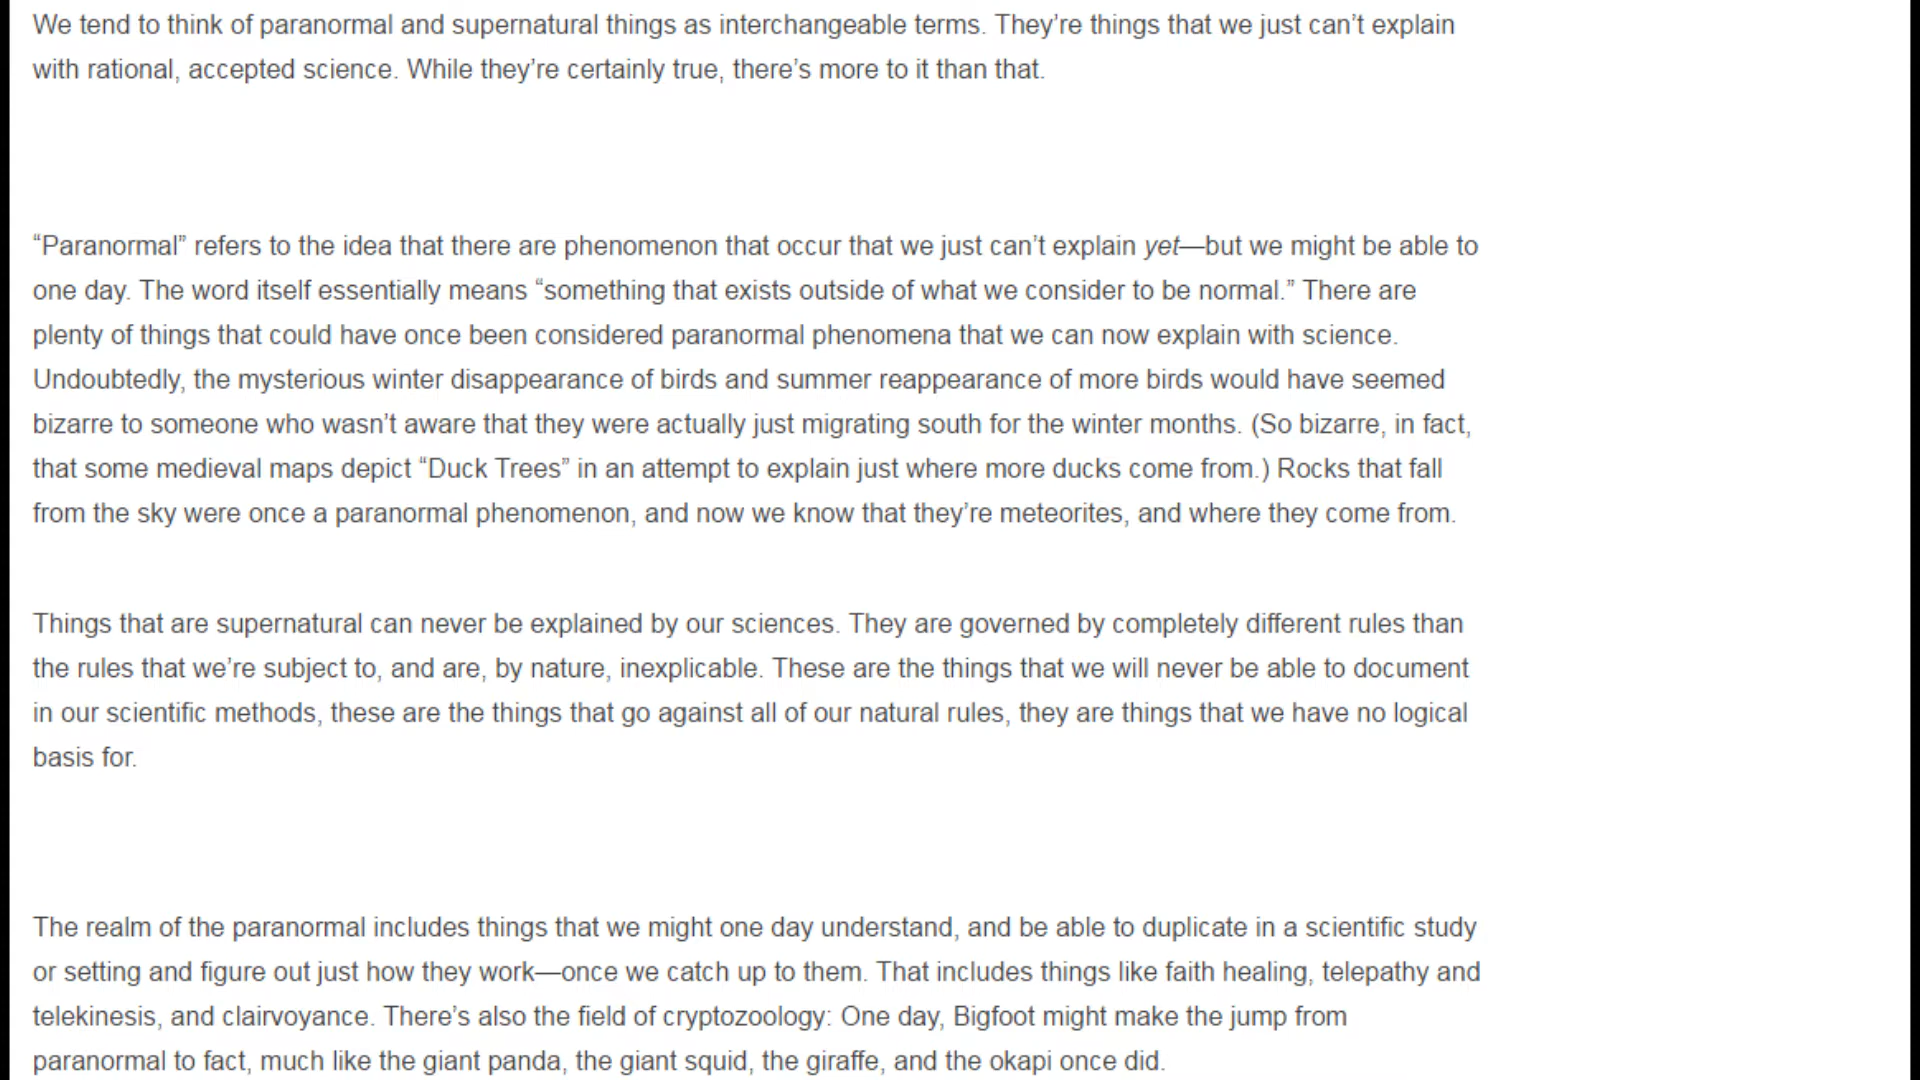 We tend to think of paranormal and supernatural things as interchangeable terms. They’re things that we just can’t explain
with rational, accepted science. While they’re certainly true, there’s more to it than that.
“Paranormal” refers to the idea that there are phenomenon that occur that we just can’t explain yet—but we might be able to
one day. The word itself essentially means “something that exists outside of what we consider to be normal.” There are
plenty of things that could have once been considered paranormal phenomena that we can now explain with science.
Undoubtedly, the mysterious winter disappearance of birds and summer reappearance of more birds would have seemed
bizarre to someone who wasn’t aware that they were actually just migrating south for the winter months. (So bizarre, in fact,
that some medieval maps depict “Duck Trees” in an attempt to explain just where more ducks come from.) Rocks that fall
from the sky were once a paranormal phenomenon, and now we know that they’re meteorites, and where they come from.
Things that are supernatural can never be explained by our sciences. They are governed by completely different rules than
the rules that we’re subject to, and are, by nature, inexplicable. These are the things that we will never be able to document
in our scientific methods, these are the things that go against all of our natural rules, they are things that we have no logical
basis for.
The realm of the paranormal includes things that we might one day understand, and be able to duplicate in a scientific study
or setting and figure out just how they work—once we catch up to them. That includes things like faith healing, telepathy and
telekinesis, and clairvoyance. There’s also the field of cryptozoology: One day, Bigfoot might make the jump from
paranormal to fact, much like the giant panda, the giant squid, the giraffe, and the okapi once did.